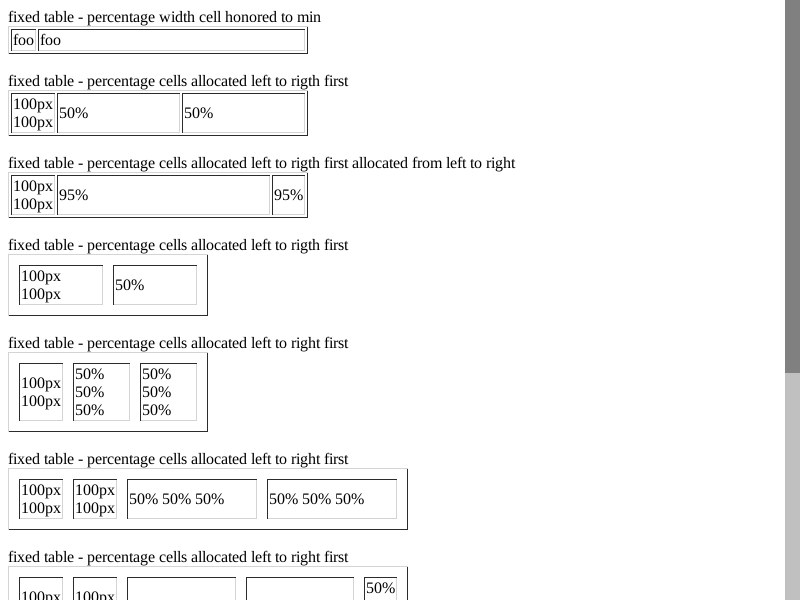 fixed table - percentage width cell honored to min
foo foo
fixed table - percentage cells allocated left to rigth first
100px
100px
50%
50%
fixed table - percentage cells allocated left to rigth first allocated from left to right
100px
100px
95%
95%
fixed table - percentage cells allocated left to rigth first
100px
100px
50%
fixed table - percentage cells allocated left to right first
100px
100px
50%
50%
50%
50%
50%
50%
fixed table - percentage cells allocated left to right first
100px
100px
100px
100px
50% 50% 50%
50% 50% 50%
fixed table - percentage cells allocated left to right first
100px
100px
50%